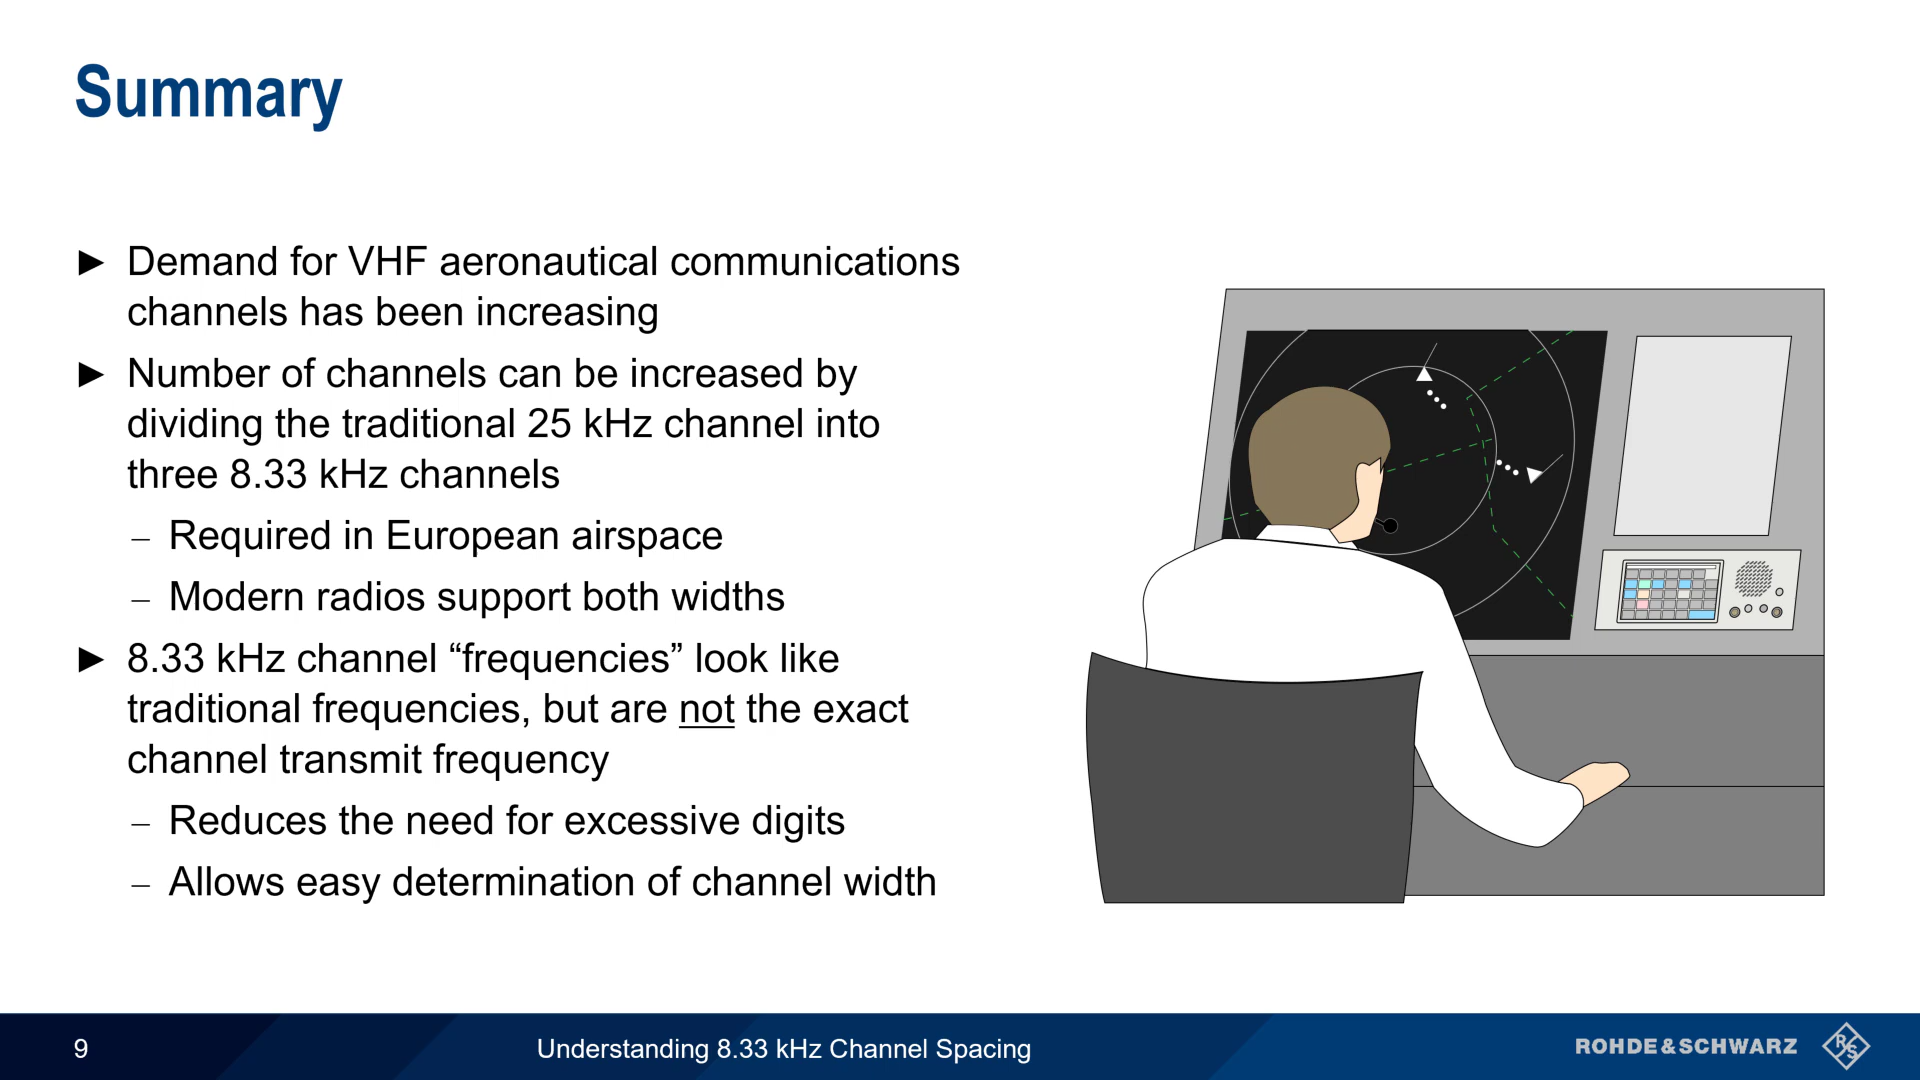 Summary
► Demand for VHF aeronautical communications
channels has been increasing
► Number of channels can be increased by
dividing the traditional 25 kHz channel into
three 8.33 kHz channels
– Required in European airspace
– Modern radios support both widths
► 8.33 kHz channel “frequencies” look like
traditional frequencies, but are not the exact
channel transmit frequency
– Reduces the need for excessive digits
– Allows easy determination of channel width
9
Understanding 8.33 kHz Channel Spacing
ROHDE&SCHWARZ
R&S